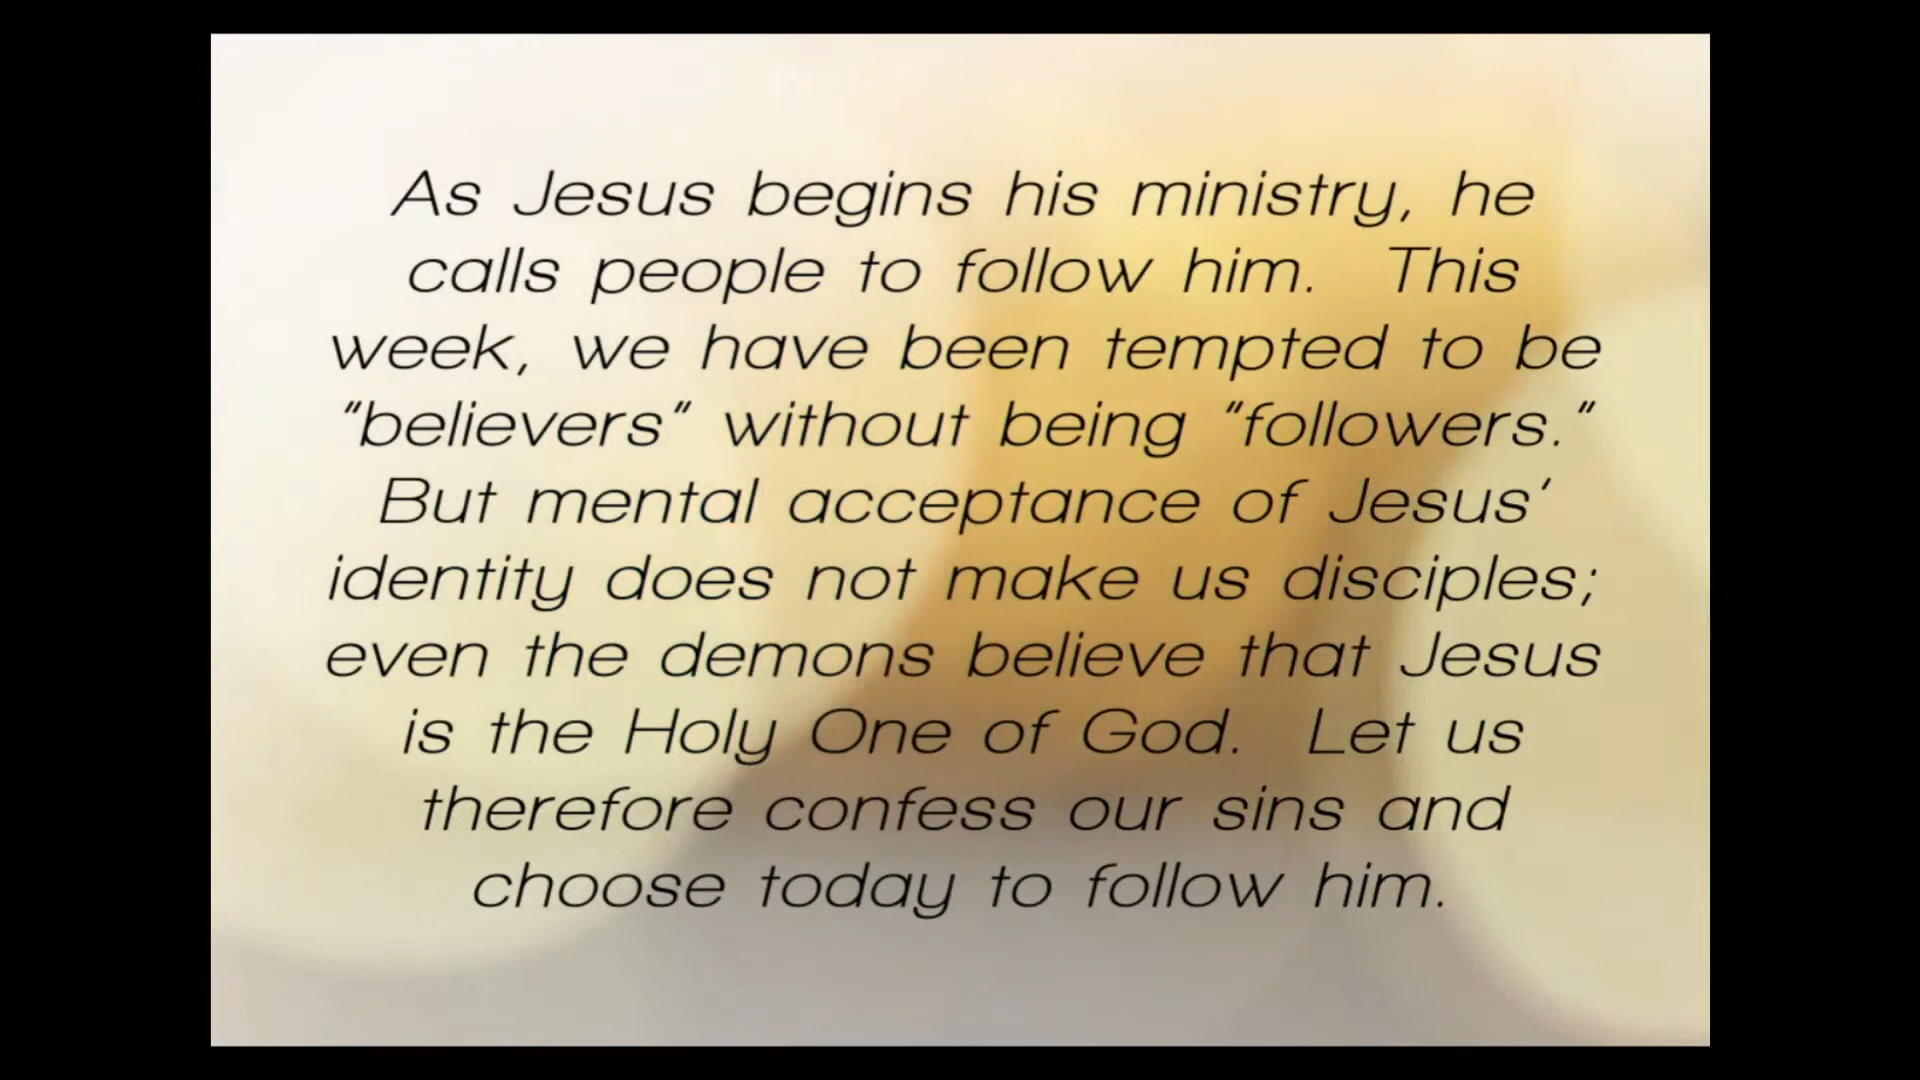 As Jesus begins his ministry, he
calls people to follow him.  This
week, we have been tempted to be
“believers” without being “followers.”
But mental acceptance of Jesus’
identity does not make us disciples;
even the demons believe that Jesus
is the Holy One of God.  Let us
therefore confess our sins and
choose today to follow him.